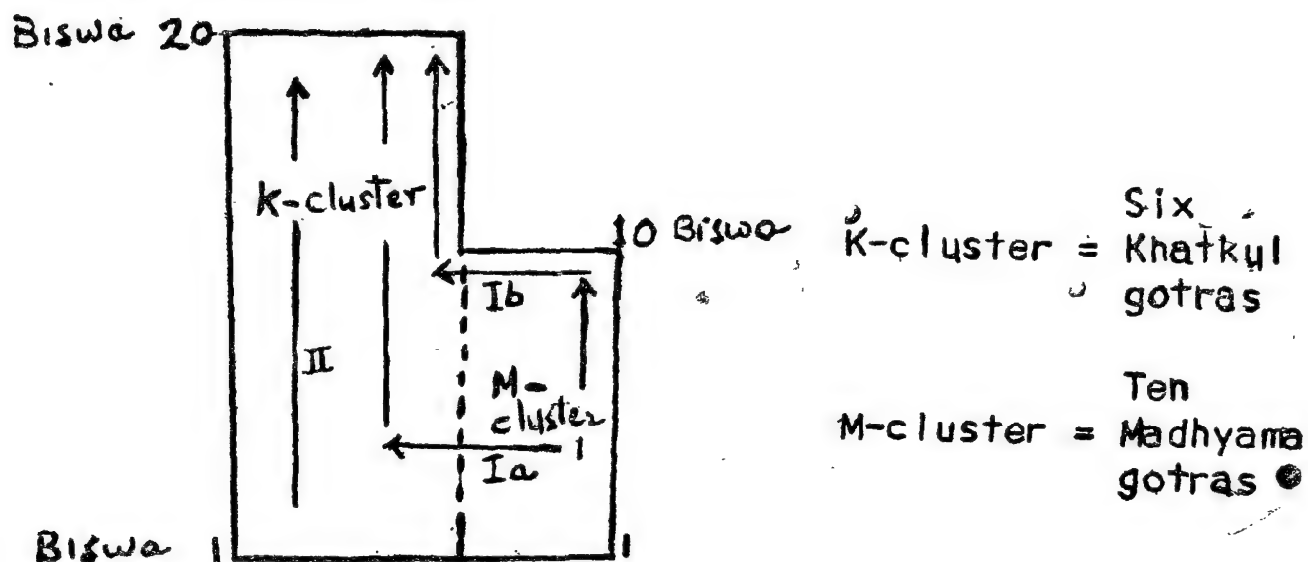 Biswa 20
K-cluster
10 Biswa
II
Ib
M-
cluster
Ia
Biswa 1
1
K-cluster = Six Khatkul gotras
M-cluster = Ten Madhyama gotras